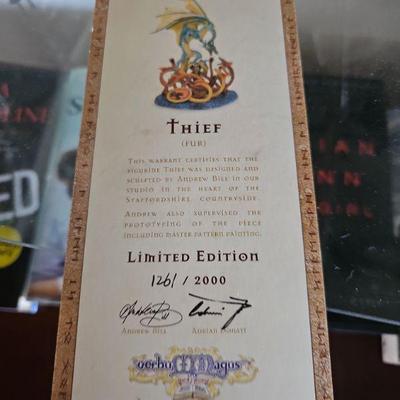 Thief
(FUR)
This warrant certifies that the
figurine Thief was designed and
sculpted by Andrew Bill in our
studio in the heart of the
Staffordshire countryside.
Andrew also supervised the
prototyping of the piece
including master pattern painting.
Limited Edition
1261 / 2000
Andrew Bill
Adrian
Magus
ED